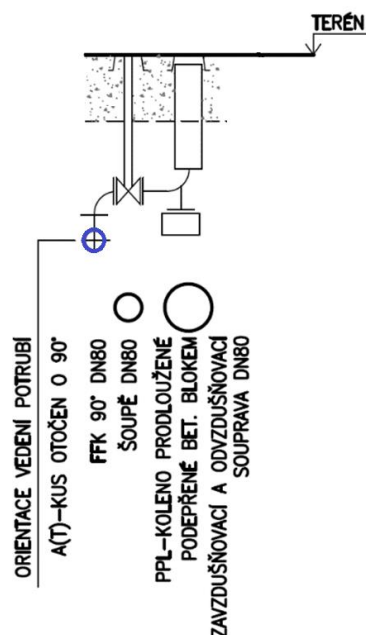 TERÉN
ORIENTACE VEDENÍ POTRUBÍ
A(T)-KUS OTOČEN O 90°
FFK 90° DN80
ŠOUPĚ DN80
PPL-KOLENO PRODLOUŽENÉ
PODEPŘENÉ BET. BLOKEM
ZAVZDUŠŇOVACÍ A ODVZDUŠŇOVACÍ
SOUPRAVA DN80